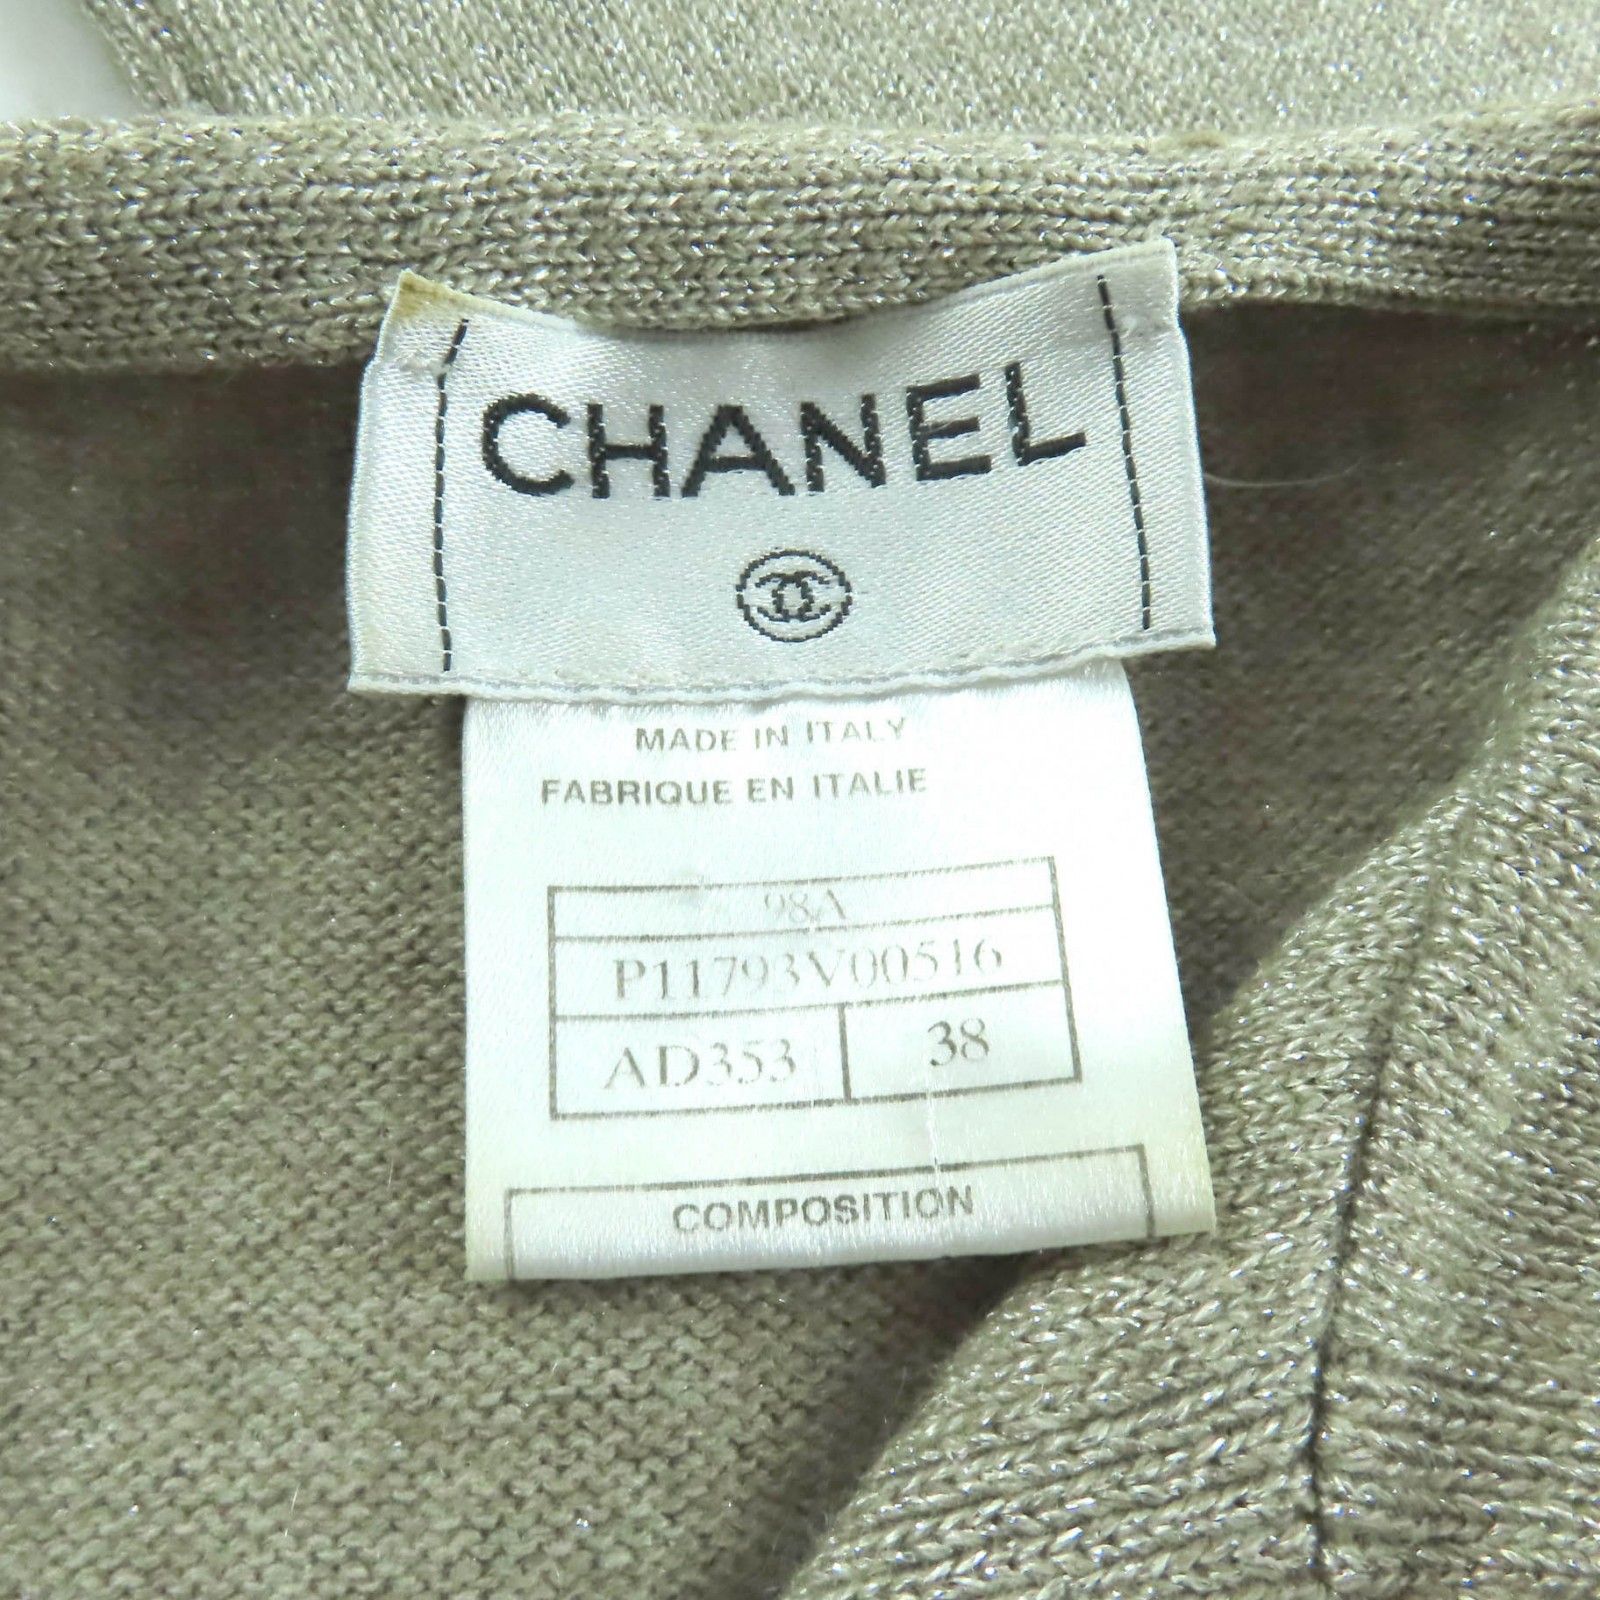 CHANEL
MADE IN ITALY
FABRIQUE EN ITALIE
98A
P11793V00516
AD353 38
COMPOSITION